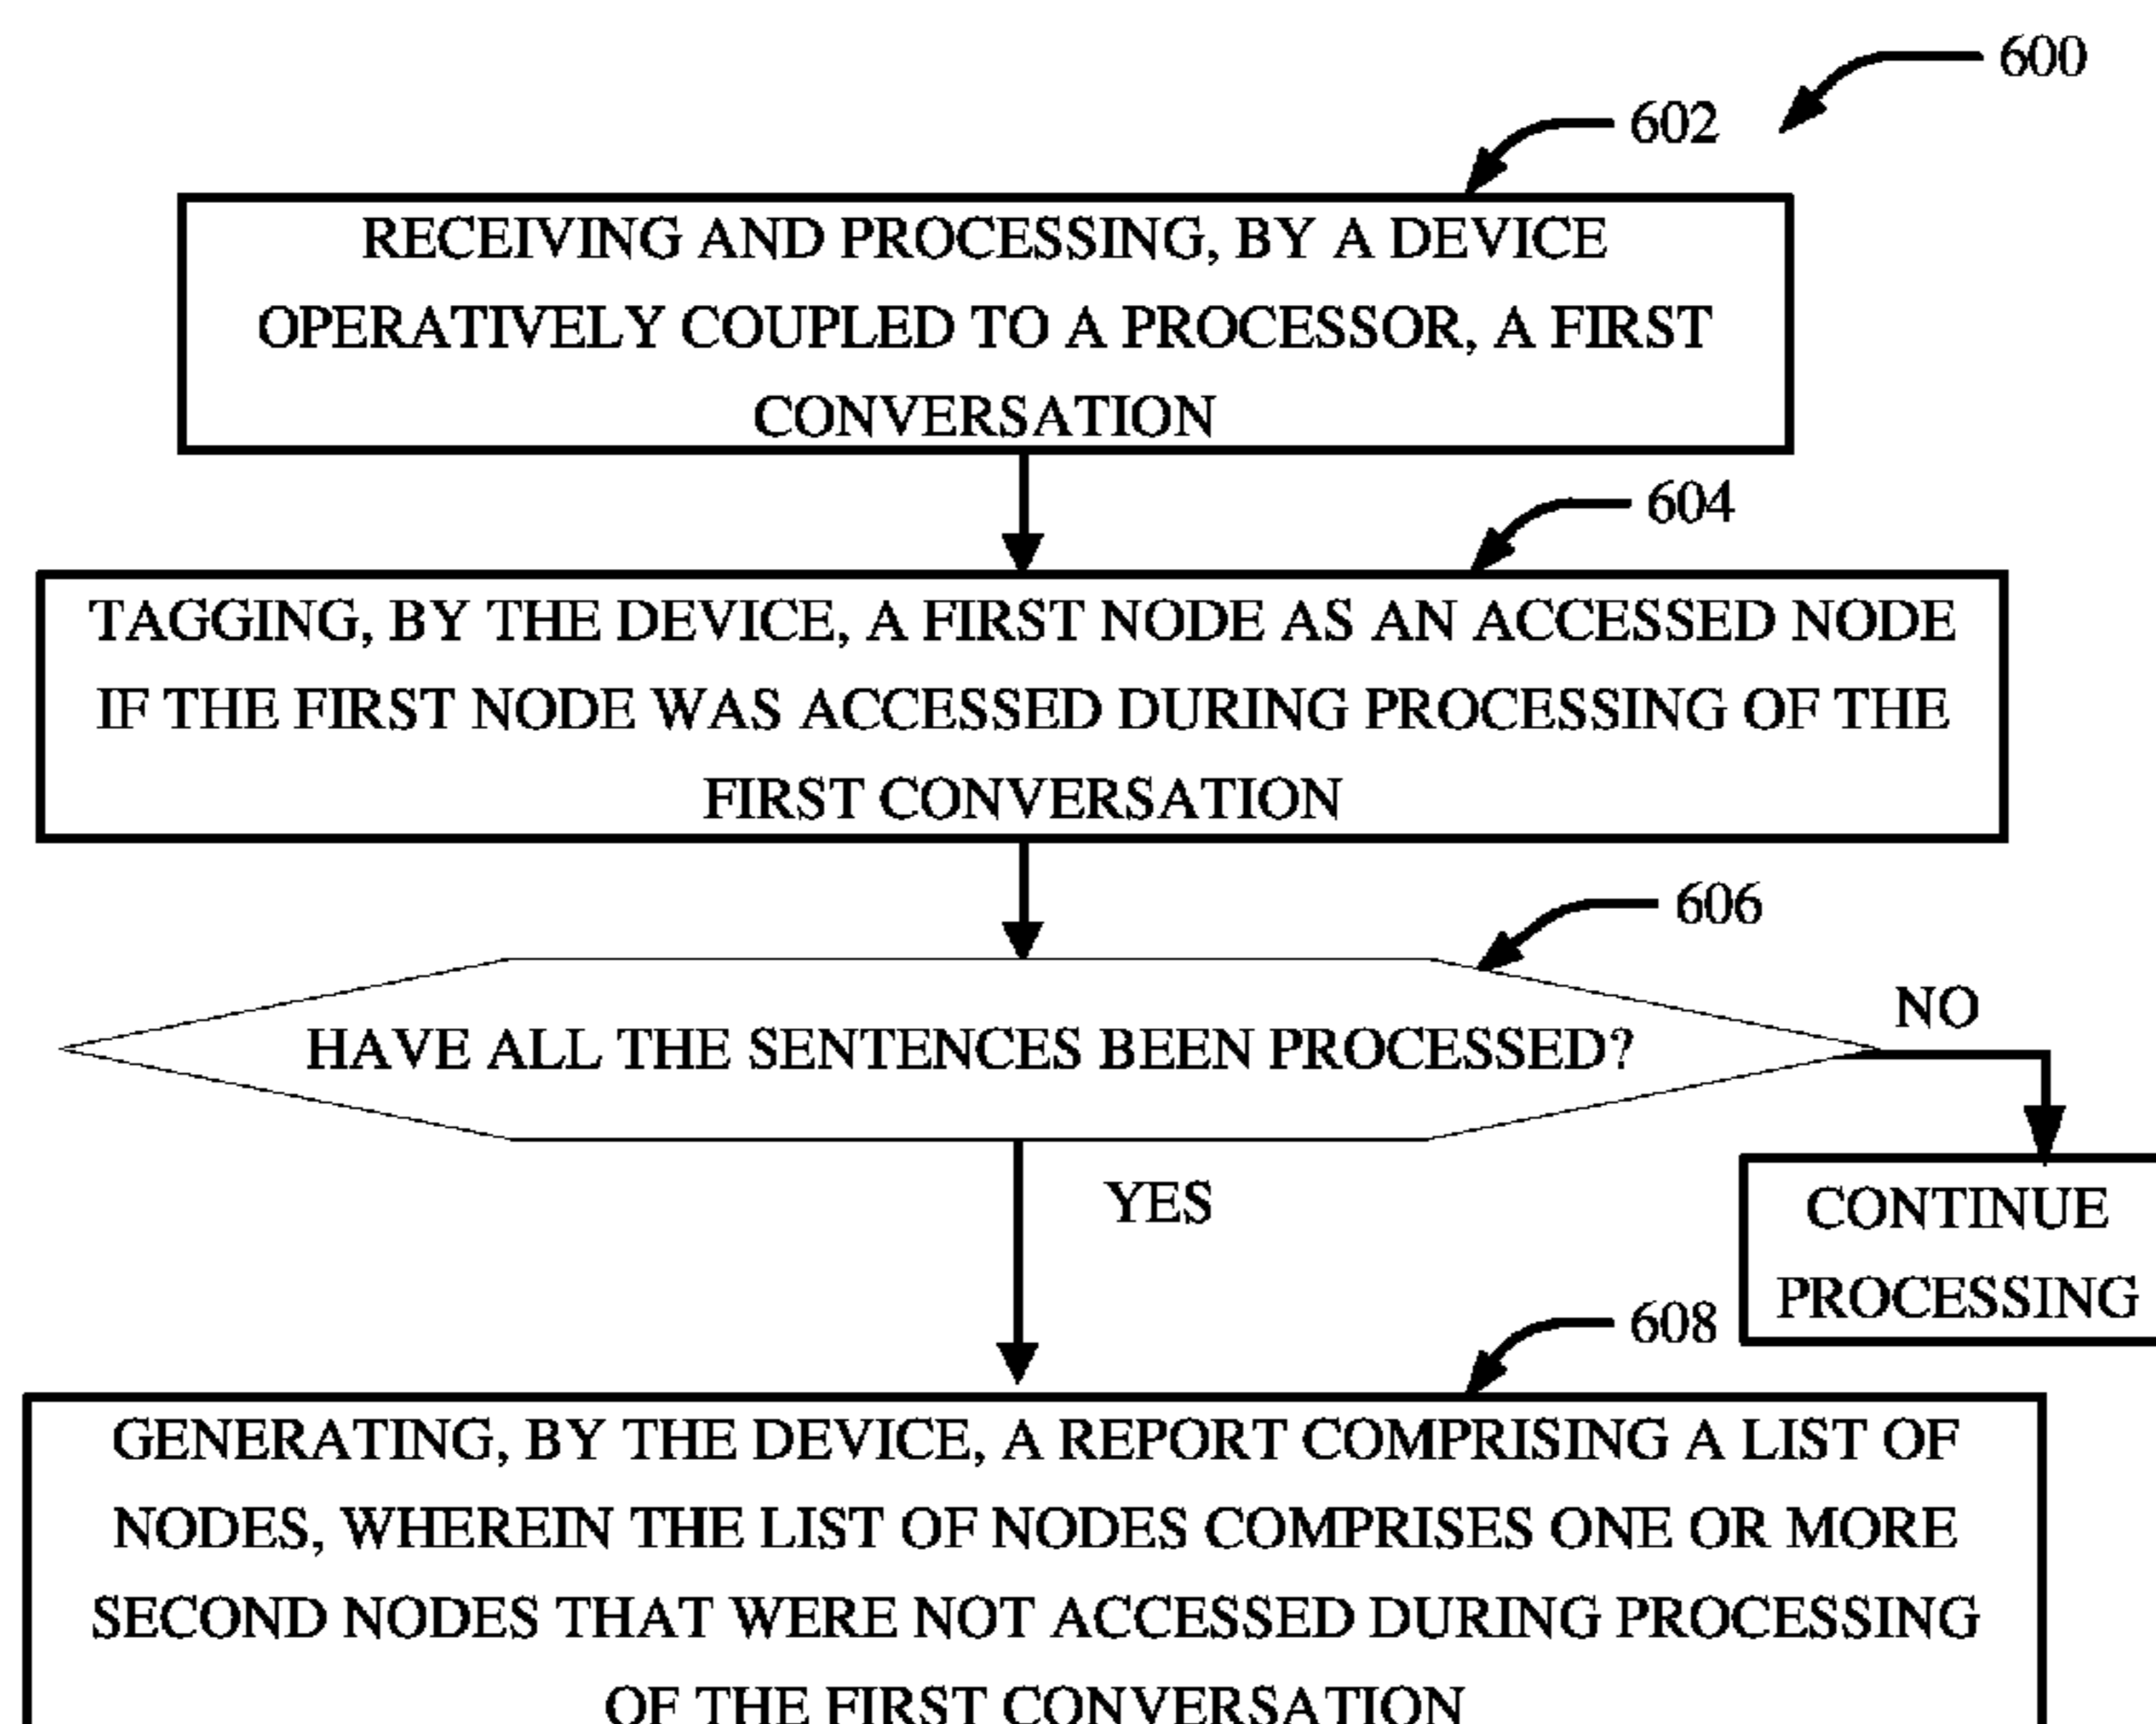 600
602
RECEIVING AND PROCESSING, BY A DEVICE
OPERATIVELY COUPLED TO A PROCESSOR, A FIRST
CONVERSATION
604
TAGGING, BY THE DEVICE, A FIRST NODE AS AN ACCESSED NODE
IF THE FIRST NODE WAS ACCESSED DURING PROCESSING OF THE
FIRST CONVERSATION
606
HAVE ALL THE SENTENCES BEEN PROCESSED?
NO
YES
CONTINUE
PROCESSING
608
GENERATING, BY THE DEVICE, A REPORT COMPRISING A LIST OF
NODES, WHEREIN THE LIST OF NODES COMPRISES ONE OR MORE
SECOND NODES THAT WERE NOT ACCESSED DURING PROCESSING
OF THE FIRST CONVERSATION